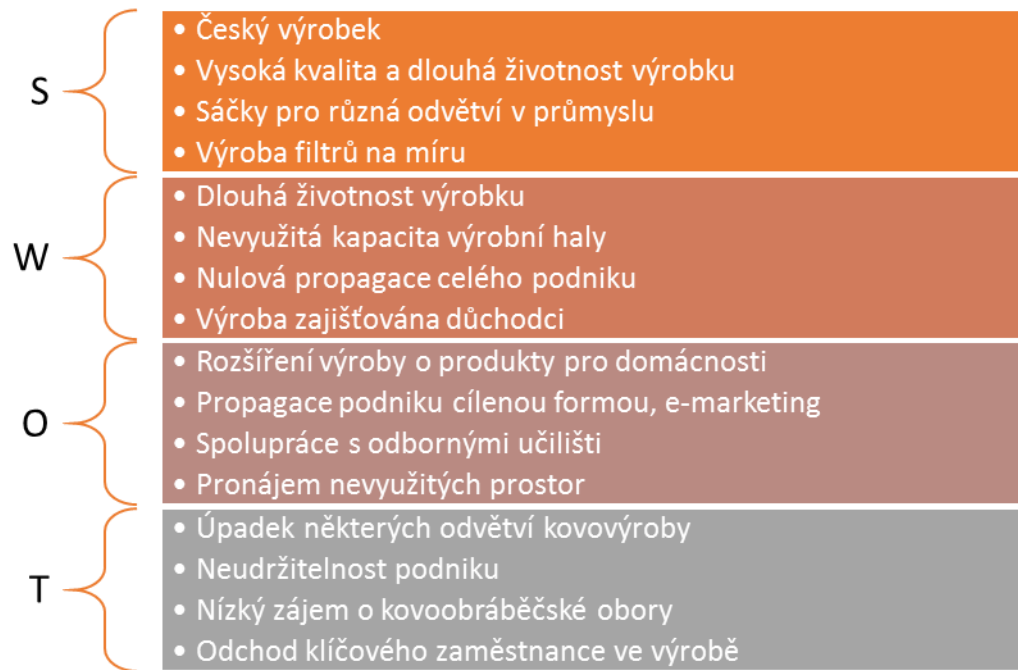 S
• Český výrobek
• Vysoká kvalita a dlouhá životnost výrobku
• Sáčky pro různá odvětví v průmyslu
• Výroba filtrů na míru
W
• Dlouhá životnost výrobku
• Nevyužitá kapacita výrobní haly
• Nulová propagace celého podniku
• Výroba zajišťována důchodci
O
• Rozšíření výroby o produkty pro domácnosti
• Propagace podniku cílenou formou, e-marketing
• Spolupráce s odbornými učilišti
• Pronájem nevyužitých prostor
T
• Úpadek některých odvětví kovovýroby
• Neudržitelnost podniku
• Nízký zájem o kovoobráběčské obory
• Odchod klíčového zaměstnance ve výrobě